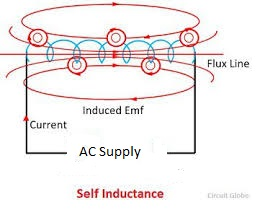 Flux Line
Induced Emf
Current
AC Supply
Self Inductance
Circuit Globe